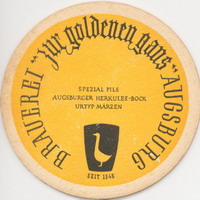 BRAUEREI "zur goldenen gans" AUGSBURG
SPEZIAL PILS
AUGSBURGER HERKULES-BOCK
URTYP MÄRZEN
SEIT 1346